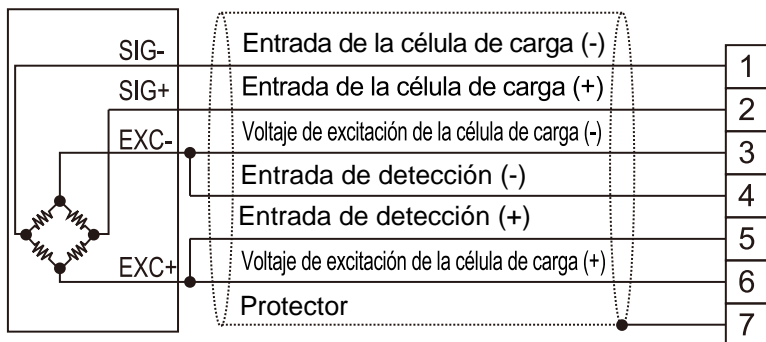 SIG-
Entrada de la célula de carga (-)
1
SIG+
Entrada de la célula de carga (+)
2
EXC-
Voltaje de excitación de la célula de carga (-)
3
Entrada de detección (-)
4
Entrada de detección (+)
5
EXC+
Voltaje de excitación de la célula de carga (+)
6
Protector
7